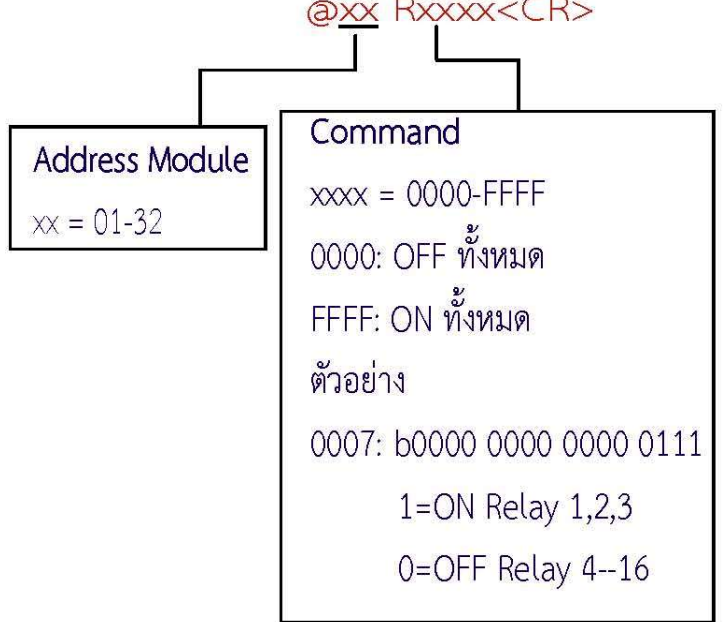 @xx Rxxxx<CR>
Address Module
xx = 01-32
Command
xxxx = 0000-FFFF
0000: OFF ทั้งหมด
FFFF: ON ทั้งหมด
ตัวอย่าง
0007: b0000 0000 0000 0111
1=ON Relay 1,2,3
0=OFF Relay 4--16